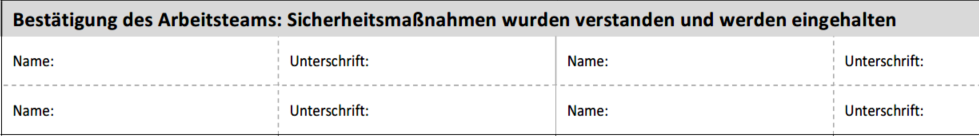 Bestätigung des Arbeitsteams: Sicherheitsmaßnahmen wurden verstanden und werden eingehalten
Name: Unterschrift: Name: Unterschrift:
Name: Unterschrift: Name: Unterschrift: